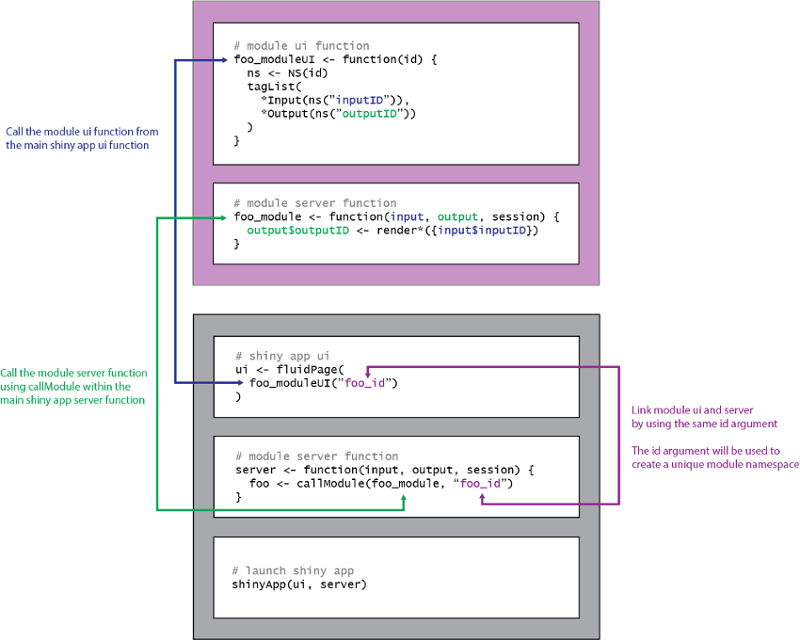 # module ui function
foo_moduleUI <- function(id) {
  ns <- NS(id)
  tagList(
    *Input(ns("inputID")),
    *Output(ns("outputID"))
  )
}
Call the module ui function from
the main shiny app ui function
# module server function
foo_module <- function(input, output, session) {
  output$outputID <- render*({input$inputID})
}
# shiny app ui
ui <- fluidPage(
  foo_moduleUI("foo_id")
)
Call the module server function
using callModule within the
main shiny app server function
Link module ui and server
by using the same id argument
The id argument will be used to
create a unique module namespace
# module server function
server <- function(input, output, session) {
  foo <- callModule(foo_module, “foo_id”)
}
# launch shiny app
shinyApp(ui, server)